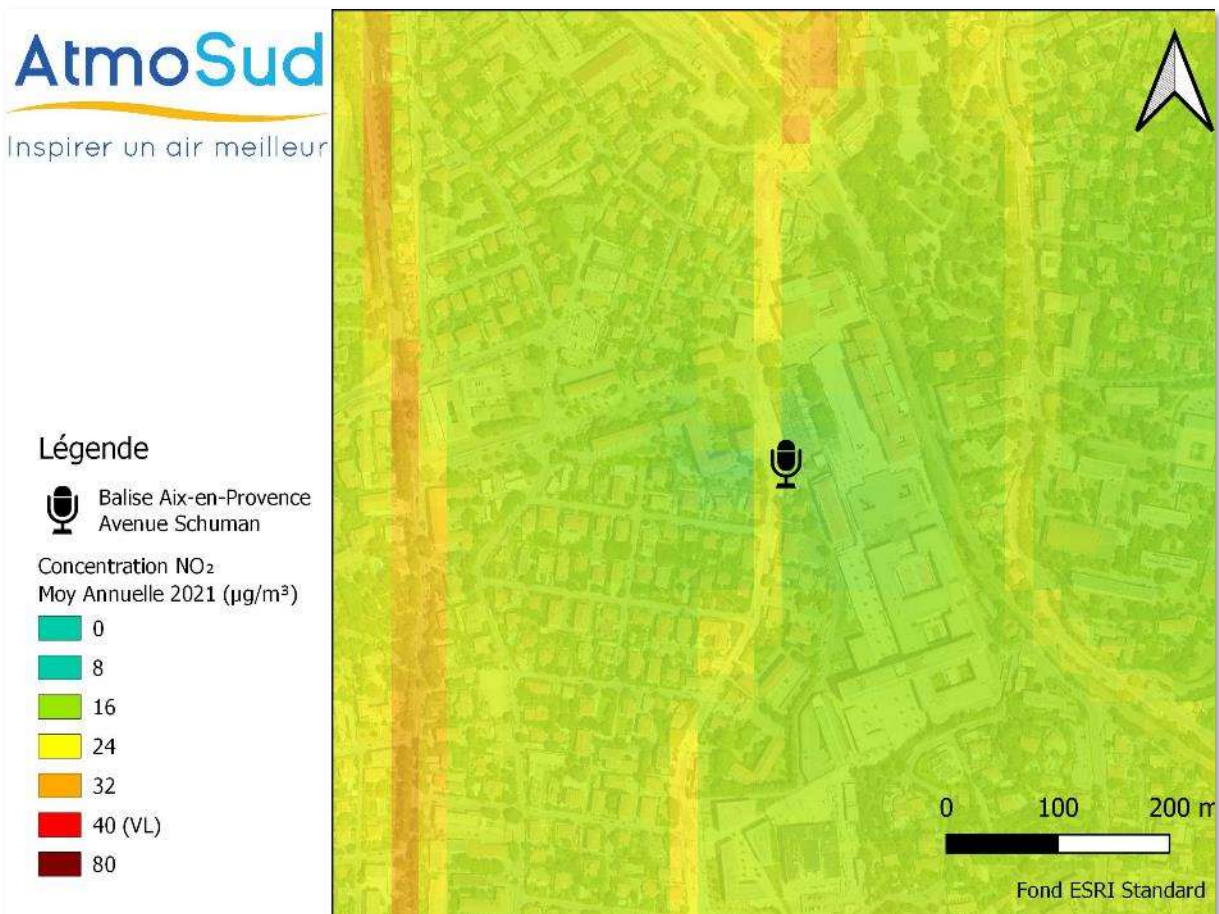 AtmoSud
Inspirer un air meilleur
Légende
Balise Aix-en-Provence
Avenue Schuman
Concentration NO₂
Moy Annuelle 2021 (µg/m³)
0
8
16
24
32
40 (VL)
80
0 100 200 m
Fond ESRI Standard